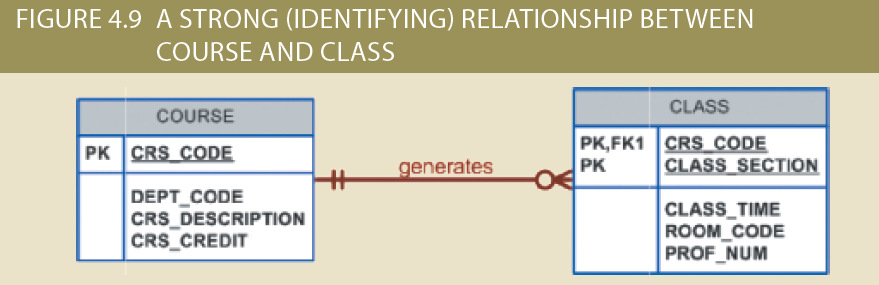 FIGURE 4.9 A STRONG (IDENTIFYING) RELATIONSHIP BETWEEN
COURSE AND CLASS
COURSE
PK CRS_CODE
DEPT_CODE
CRS_DESCRIPTION
CRS_CREDIT
generates
CLASS
PK,FK1 CRS_CODE
PK CLASS_SECTION
CLASS_TIME
ROOM_CODE
PROF_NUM